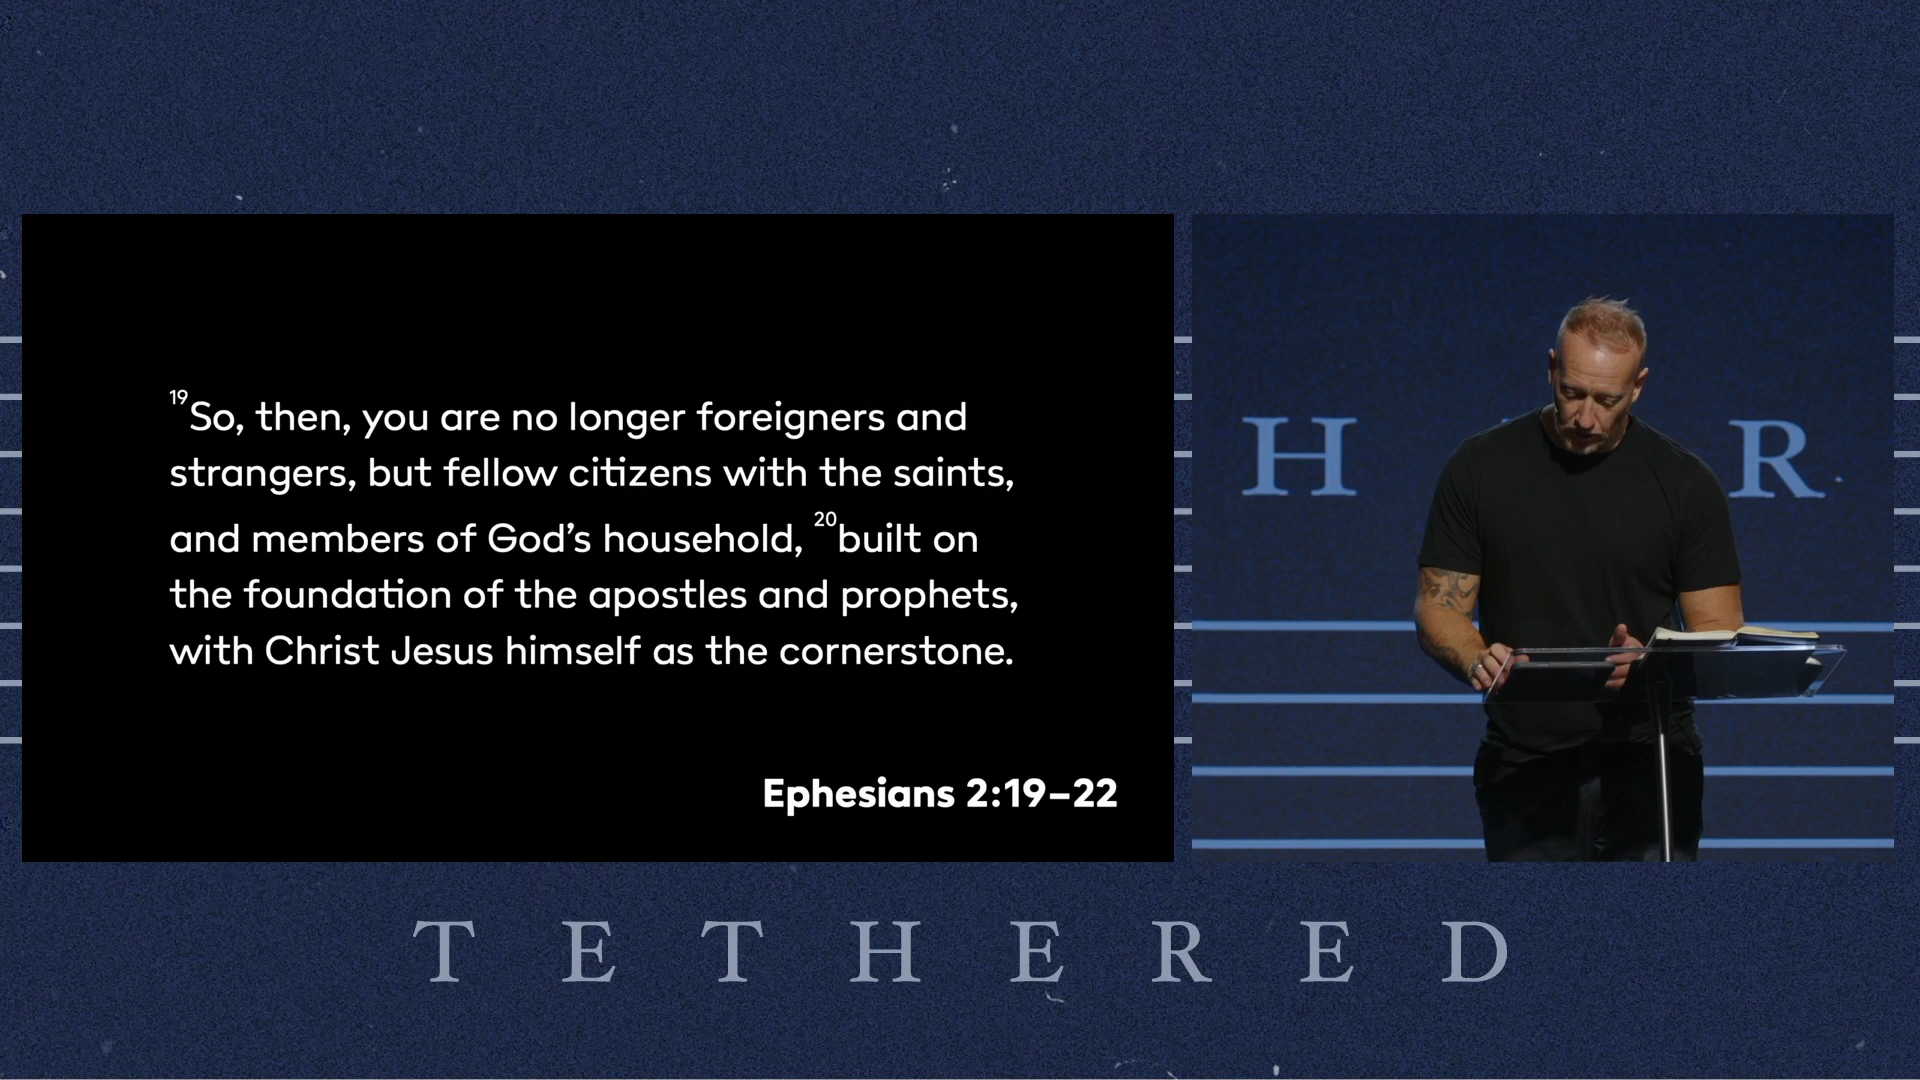 19So, then, you are no longer foreigners and
strangers, but fellow citizens with the saints,
and members of God’s household, 20built on
the foundation of the apostles and prophets,
with Christ Jesus himself as the cornerstone.
Ephesians 2:19–22
H R
TETHERED